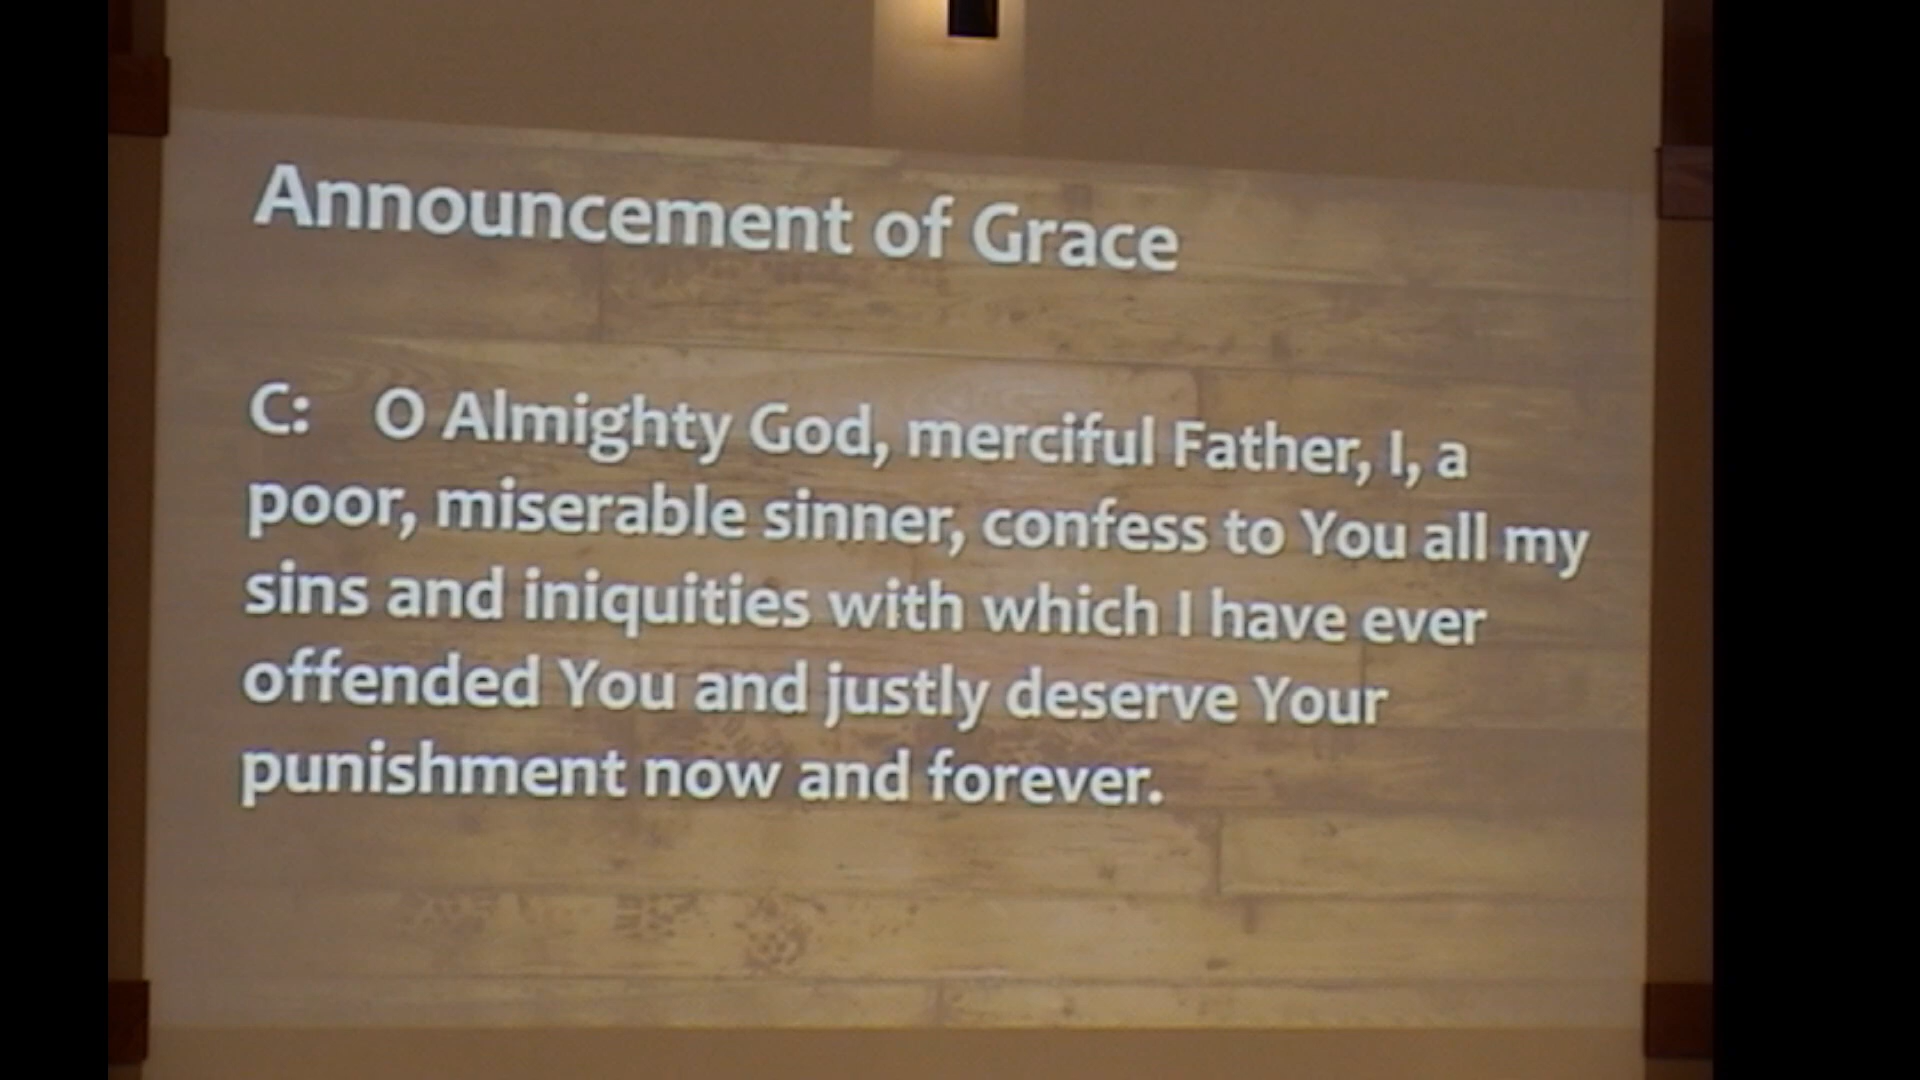 Announcement of Grace
C: O Almighty God, merciful Father, I, a
poor, miserable sinner, confess to You all my
sins and iniquities with which I have ever
offended You and justly deserve Your
punishment now and forever.